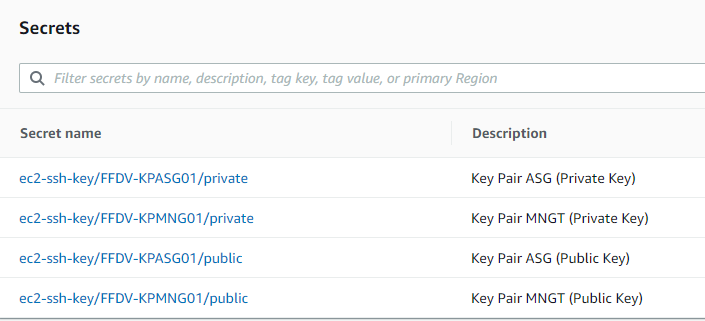 Secrets
Filter secrets by name, description, tag key, tag value, or primary Region
Secret name Description
ec2-ssh-key/FFDV-KPASG01/private Key Pair ASG (Private Key)
ec2-ssh-key/FFDV-KPMNG01/private Key Pair MNGT (Private Key)
ec2-ssh-key/FFDV-KPASG01/public Key Pair ASG (Public Key)
ec2-ssh-key/FFDV-KPMNG01/public Key Pair MNGT (Public Key)